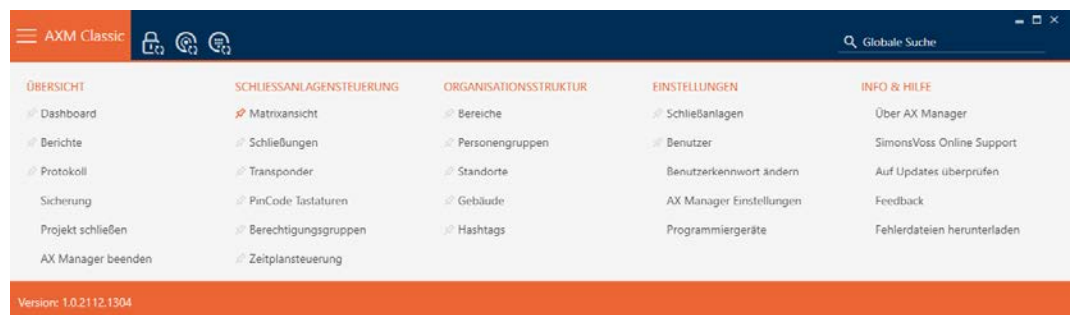 AXM Classic
Globale Suche
ÜBERSICHT
Dashboard
Berichte
Protokoll
Sicherung
Projekt schließen
AX Manager beenden
SCHLIESSANLAGENSTEUERUNG
Matrixansicht
Schließungen
Transponder
PinCode Tastaturen
Berechtigungsgruppen
Zeitplansteuerung
ORGANISATIONSSTRUKTUR
Bereiche
Personengruppen
Standorte
Gebäude
Hashtags
EINSTELLUNGEN
Schließanlagen
Benutzer
Benutzerkennwort ändern
AX Manager Einstellungen
Programmiergeräte
INFO & HILFE
Über AX Manager
SimonsVoss Online Support
Auf Updates überprüfen
Feedback
Fehlerdateien herunterladen
Version: 1.0.2112.1304